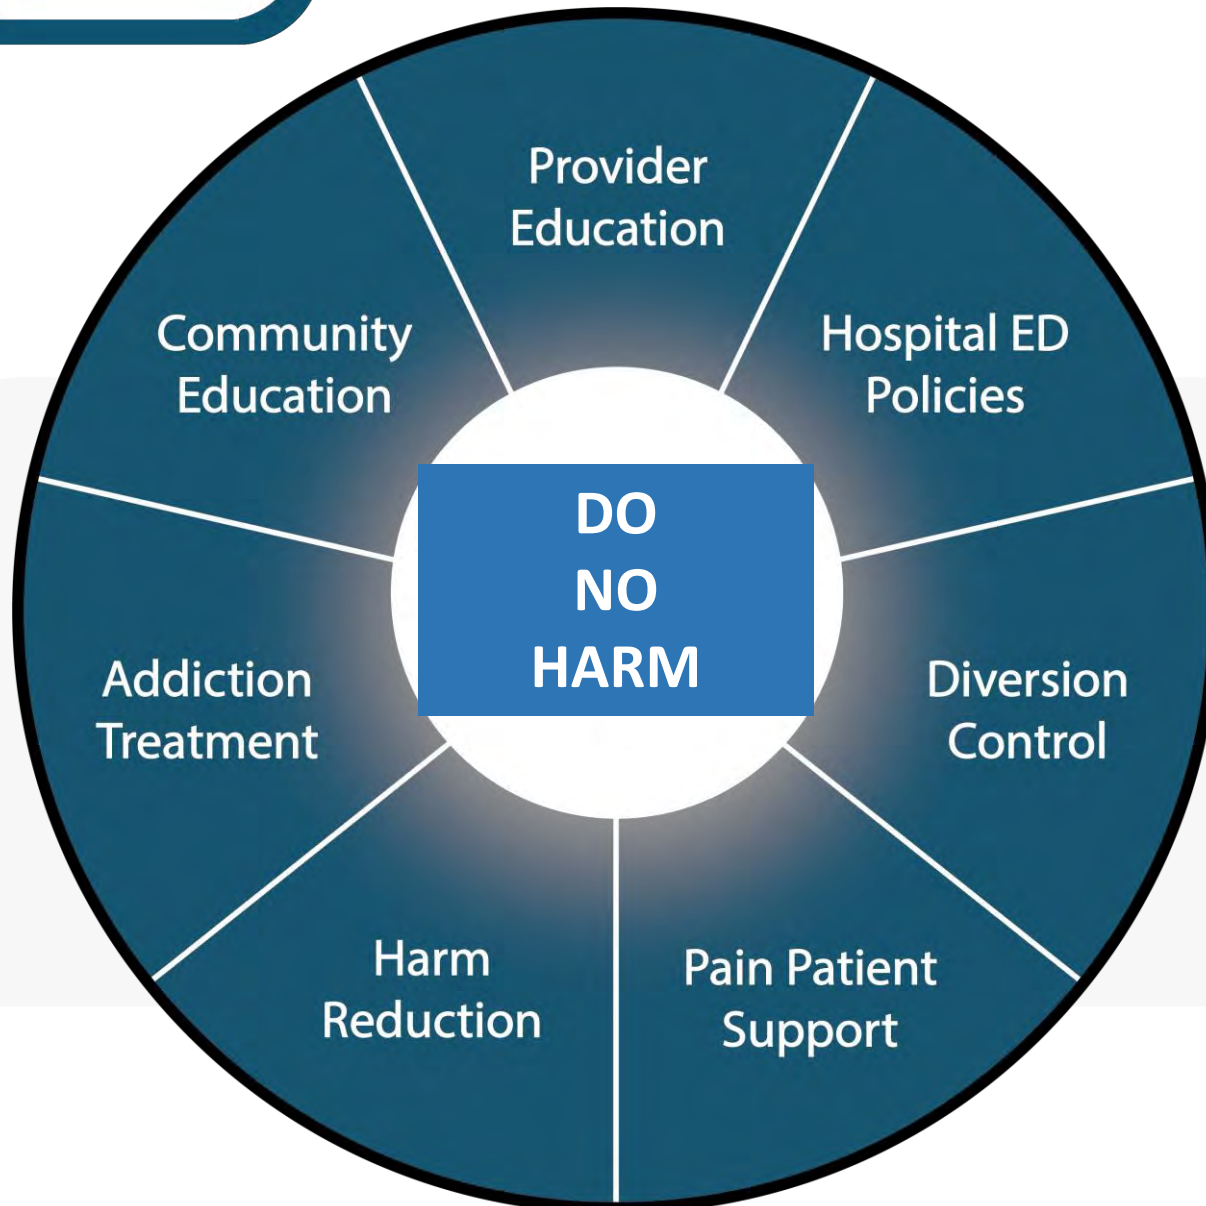 Provider
Education
Hospital ED
Policies
Diversion
Control
Pain Patient
Support
Harm
Reduction
Addiction
Treatment
Community
Education
DO
NO
HARM